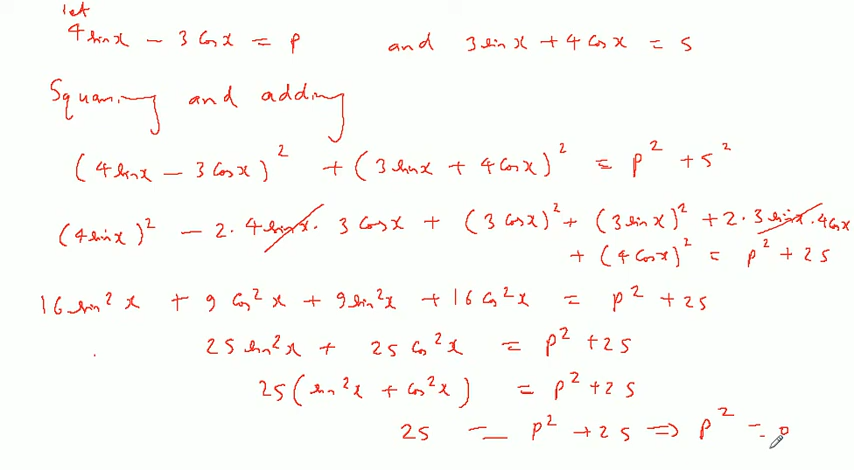 let
4 sin x - 3 cos x = p and 3 sin x + 4 cos x = 5
Squaring and adding
(4 sin x - 3 cos x)² + (3 sin x + 4 cos x)² = p² + 5²
(4 sin x)² - 2 . 4 sin x . 3 cos x + (3 cos x)² + (3 sin x)² + 2 . 3 sin x . 4 cos x
+ (4 cos x)² = p² + 25
16 sin² x + 9 cos² x + 9 sin² x + 16 cos² x = p² + 25
25 sin² x + 25 cos² x = p² + 25
25 (sin² x + cos² x) = p² + 25
25 = p² + 25 ⇒ p² = 0